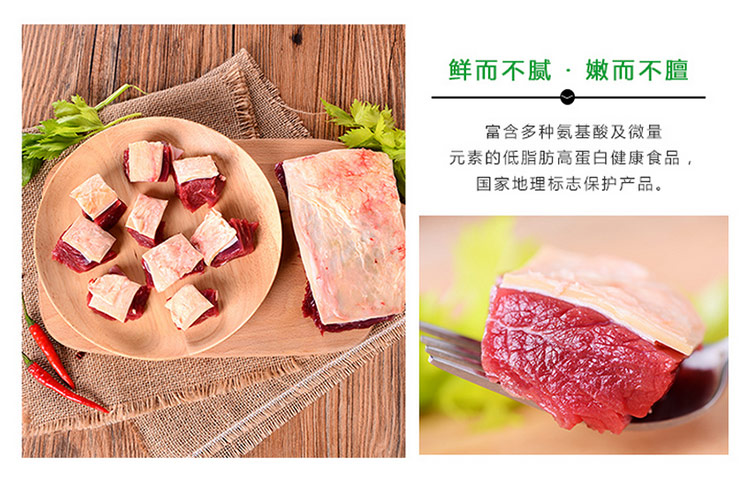 鲜而不腻·嫩而不膻
富含多种氨基酸及微量
元素的低脂肪高蛋白健康食品，
国家地理标志保护产品。